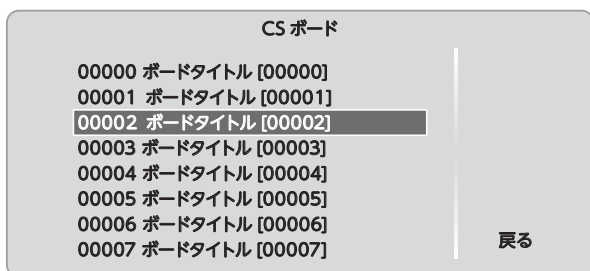 CS ボード
00000 ボードタイトル [00000]
00001 ボードタイトル [00001]
00002 ボードタイトル [00002]
00003 ボードタイトル [00003]
00004 ボードタイトル [00004]
00005 ボードタイトル [00005]
00006 ボードタイトル [00006]
00007 ボードタイトル [00007]
戻る